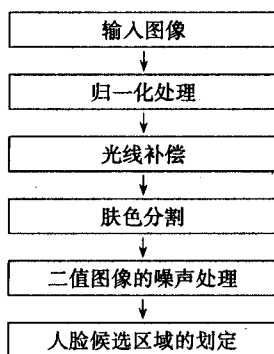 输入图像
归一化处理
光线补偿
肤色分割
二值图像的噪声处理
人脸候选区域的划定